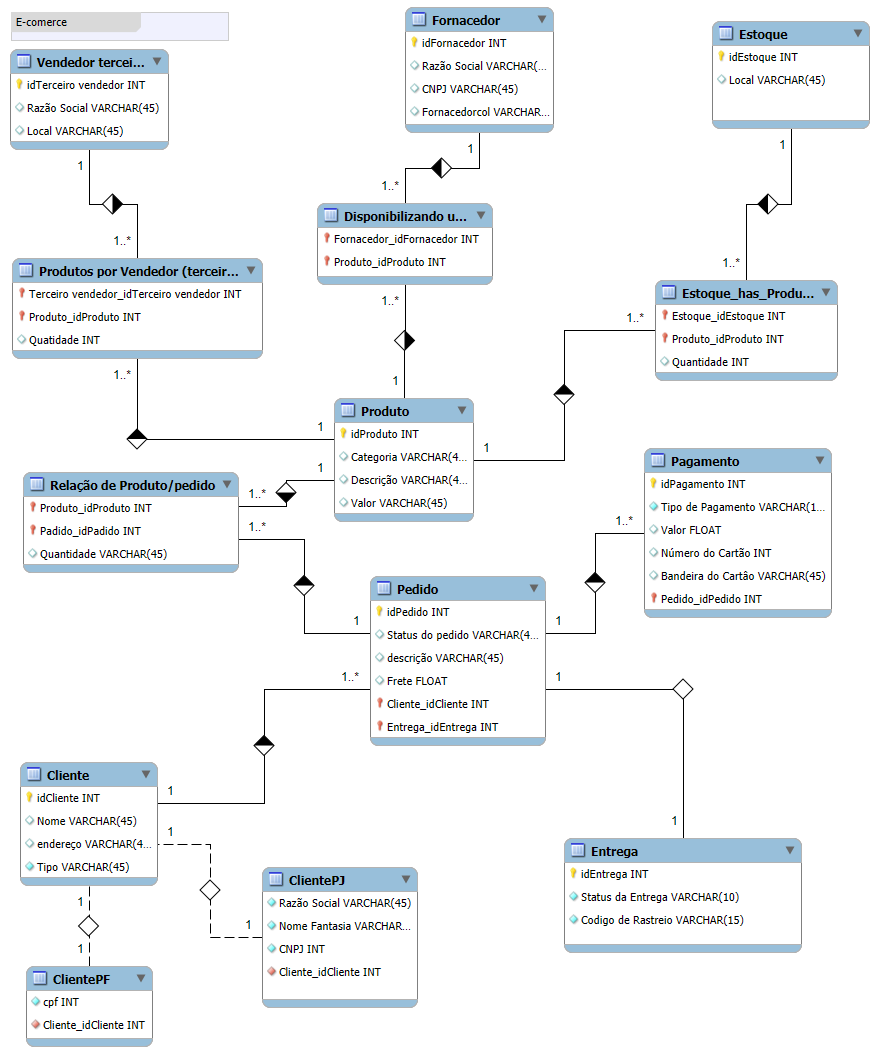 E-comerce
Vendedor tercei...
idTerceiro vendedor INT
Razão Social VARCHAR(45)
Local VARCHAR(45)
Fornacedor
idFornacedor INT
Razão Social VARCHAR(...
CNPJ VARCHAR(45)
Fornacedorcol VARCHAR...
Estoque
idEstoque INT
Local VARCHAR(45)
1
1..*
1
1..*
1
1..*
Produtos por Vendedor (terceir...
Terceiro vendedor_idTerceiro vendedor INT
Produto_idProduto INT
Quatidade INT
Disponibilizando u...
Fornacedor_idFornacedor INT
Produto_idProduto INT
Estoque_has_Produ...
Estoque_idEstoque INT
Produto_idProduto INT
Quantidade INT
1..*
1
1..*
1
1..*
1
Produto
idProduto INT
Categoria VARCHAR(4...
Descrição VARCHAR(4...
Valor VARCHAR(45)
Relação de Produto/pedido
Produto_idProduto INT
Padido_idPadido INT
Quantidade VARCHAR(45)
1
1..*
1..*
1
Pagamento
idPagamento INT
Tipo de Pagamento VARCHAR(1...
Valor FLOAT
Número do Cartão INT
Bandeira do Cartâo VARCHAR(45)
Pedido_idPedido INT
1..*
1
Pedido
idPedido INT
Status do pedido VARCHAR(4...
descrição VARCHAR(45)
Frete FLOAT
Cliente_idCliente INT
Entrega_idEntrega INT
1..*
1
1
1
Cliente
idCliente INT
Nome VARCHAR(45)
endereço VARCHAR(4...
Tipo VARCHAR(45)
1
1
1
1
ClientePJ
Razão Social VARCHAR(45)
Nome Fantasia VARCHAR...
CNPJ INT
Cliente_idCliente INT
Entrega
idEntrega INT
Status da Entrega VARCHAR(10)
Codigo de Rastreio VARCHAR(15)
ClientePF
cpf INT
Cliente_idCliente INT